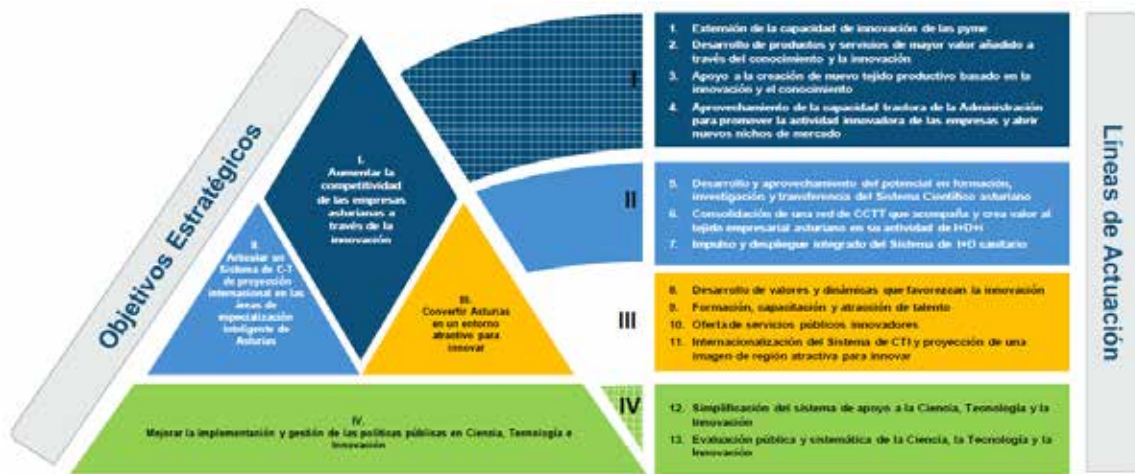 Objetivos Estratégicos
I.
Aumentar la
competitividad
de las empresas
asturianas a
través de la
innovación
II.
Articular un
Sistema de C-T
de proyección
internacional en las
áreas de
especialización
inteligente de
Asturias
III.
Convertir Asturias
en un entorno
atractivo para
innovar
IV.
Mejorar la implementación y gestión de las políticas públicas en Ciencia, Tecnología e
Innovación
I
1. Extensión de la capacidad de innovación de las pyme
2. Desarrollo de productos y servicios de mayor valor añadido a
través del conocimiento y la innovación
3. Apoyo a la creación de nuevo tejido productivo basado en la
innovación y el conocimiento
4. Aprovechamiento de la capacidad tractora de la Administración
para promover la actividad innovadora de las empresas y abrir
nuevos nichos de mercado
II
5. Desarrollo y aprovechamiento del potencial en formación,
investigación y transferencia del Sistema Científico asturiano
6. Consolidación de una red de CCTT que acompaña y crea valor al
tejido empresarial asturiano en su actividad de I+D+i
7. Impulso y despliegue integrado del Sistema de I+D sanitario
III
8. Desarrollo de valores y dinámicas que favorezcan la innovación
9. Formación, capacitación y atracción de talento
10. Oferta de servicios públicos innovadores
11. Internacionalización del Sistema de CTI y proyección de una
imagen de región atractiva para innovar
IV
12. Simplificación del sistema de apoyo a la Ciencia, Tecnología y la
Innovación
13. Evaluación pública y sistemática de la Ciencia, la Tecnología y la
Innovación
Líneas de Actuación